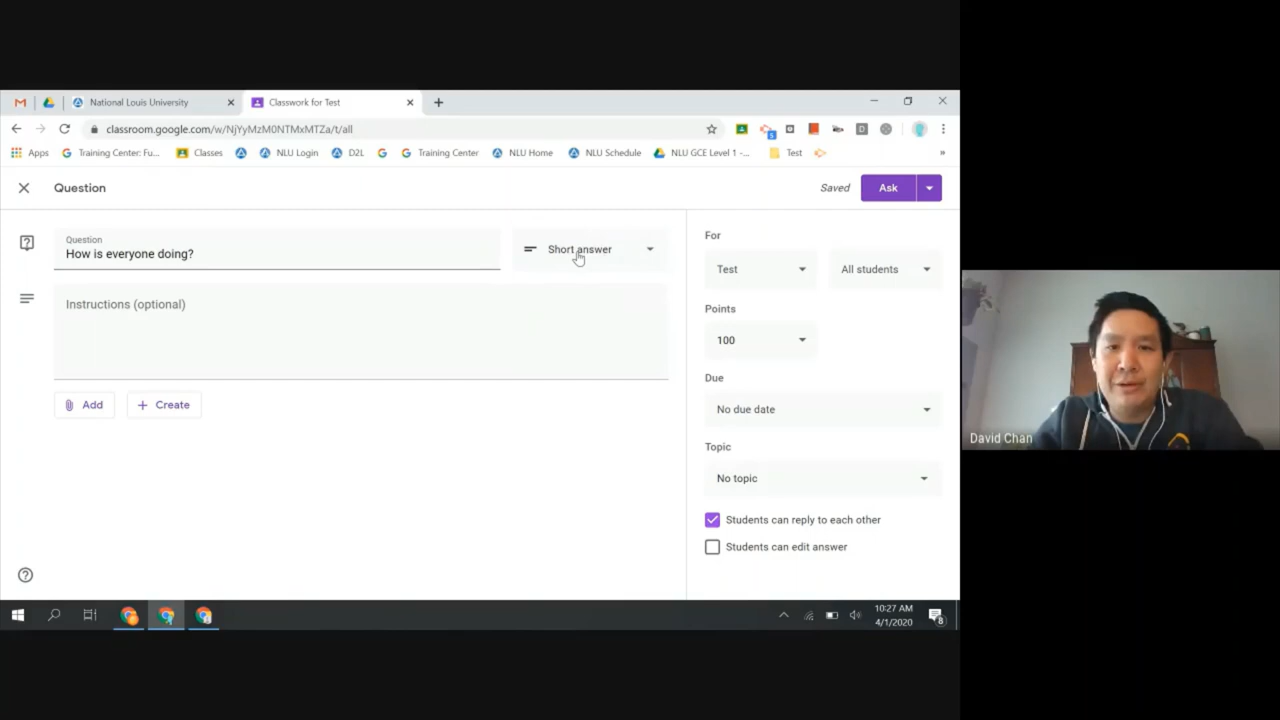 National Louis University
Classwork for Test
classroom.google.com/w/NjYyMzM0NTMxMTZa/t/all
Apps
Training Center: Fu...
Classes
NLU Login
D2L
Training Center
NLU Home
NLU Schedule
NLU GCE Level 1 -...
Test
Question
Saved
Ask
Question
How is everyone doing?
Short answer
For
Test
All students
Instructions (optional)
Points
100
Due
Add
Create
No due date
Topic
No topic
Students can reply to each other
Students can edit answer
David Chan
10:27 AM
4/1/2020
8